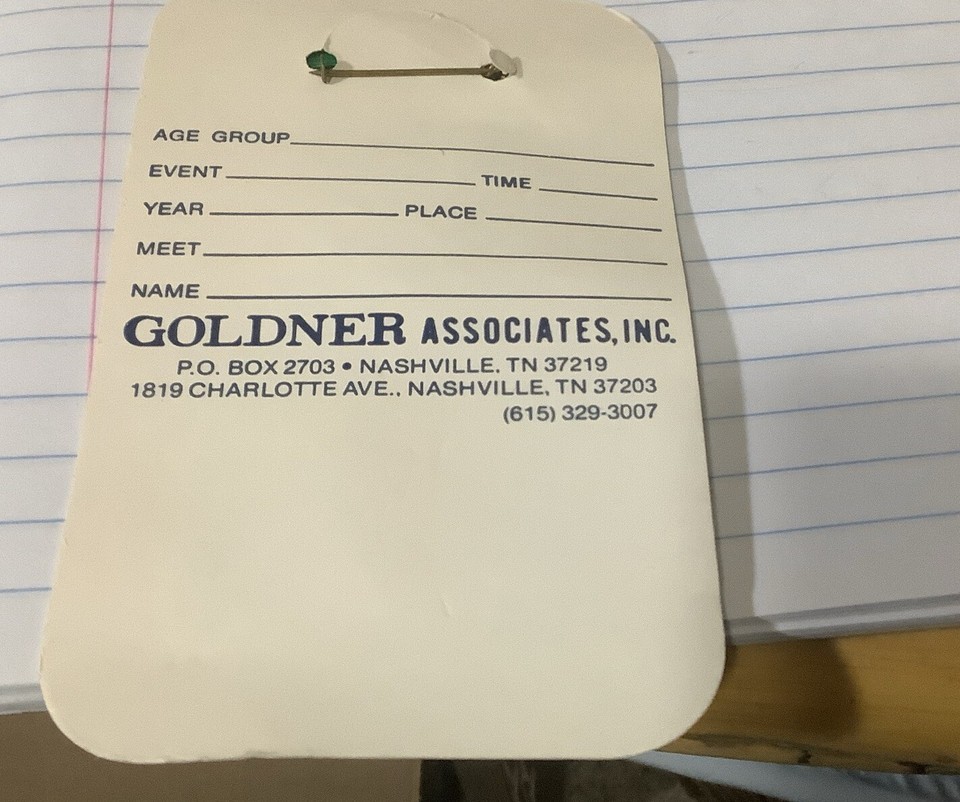 AGE GROUP
EVENT TIME
YEAR PLACE
MEET
NAME
GOLDNER ASSOCIATES, INC.
P.O. BOX 2703 • NASHVILLE, TN 37219
1819 CHARLOTTE AVE., NASHVILLE, TN 37203
(615) 329-3007